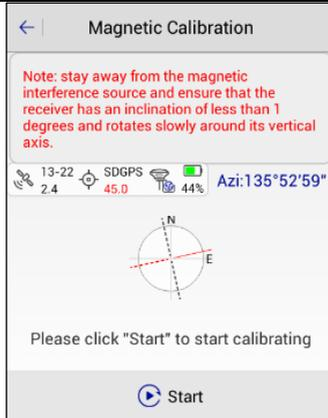 Magnetic Calibration
Note: stay away from the magnetic
interference source and ensure that the
receiver has an inclination of less than 1
degrees and rotates slowly around its vertical
axis.
13-22 SDGPS Azi:135°52'59"
2.4 45.0 44%
N
E
Please click "Start" to start calibrating
Start